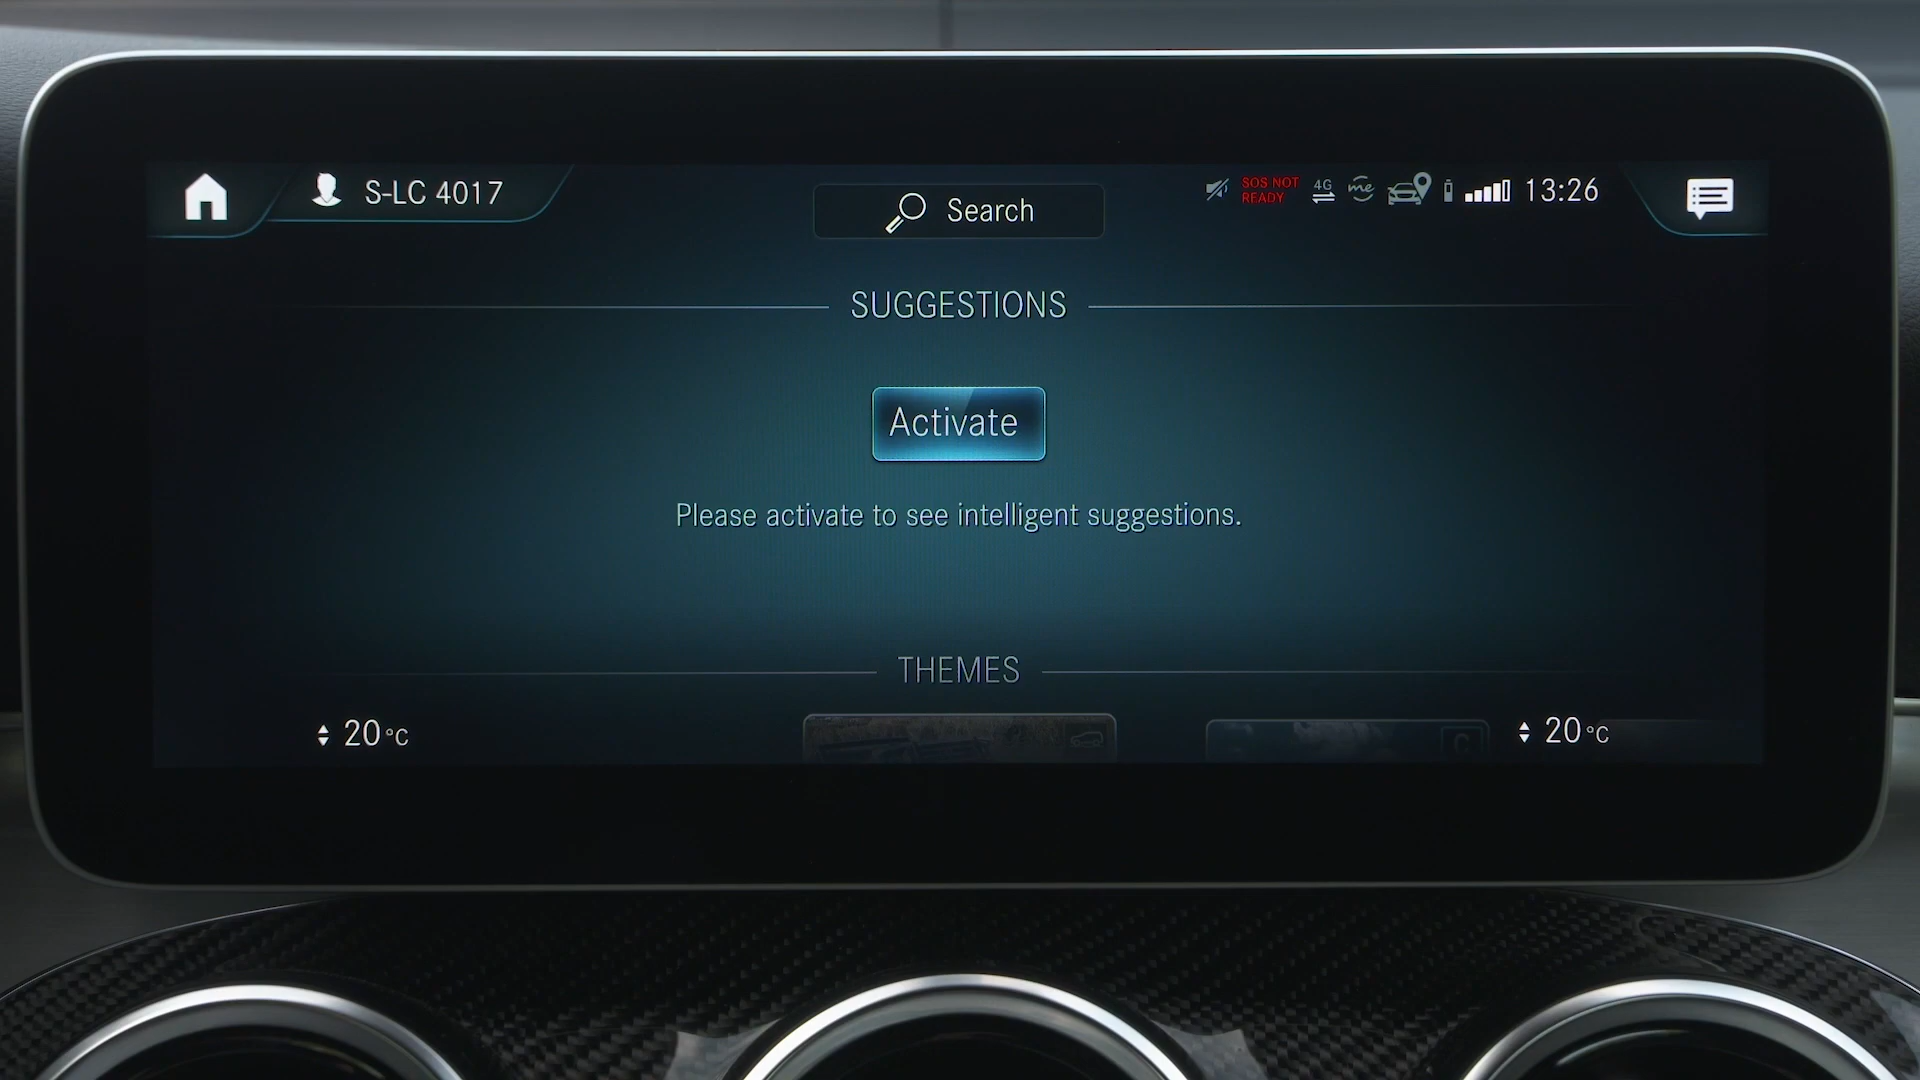 S-LC 4017
Search
SOS NOT
READY
4G
me
13:26
SUGGESTIONS
Activate
Please activate to see intelligent suggestions.
THEMES
C
20°C
20°C